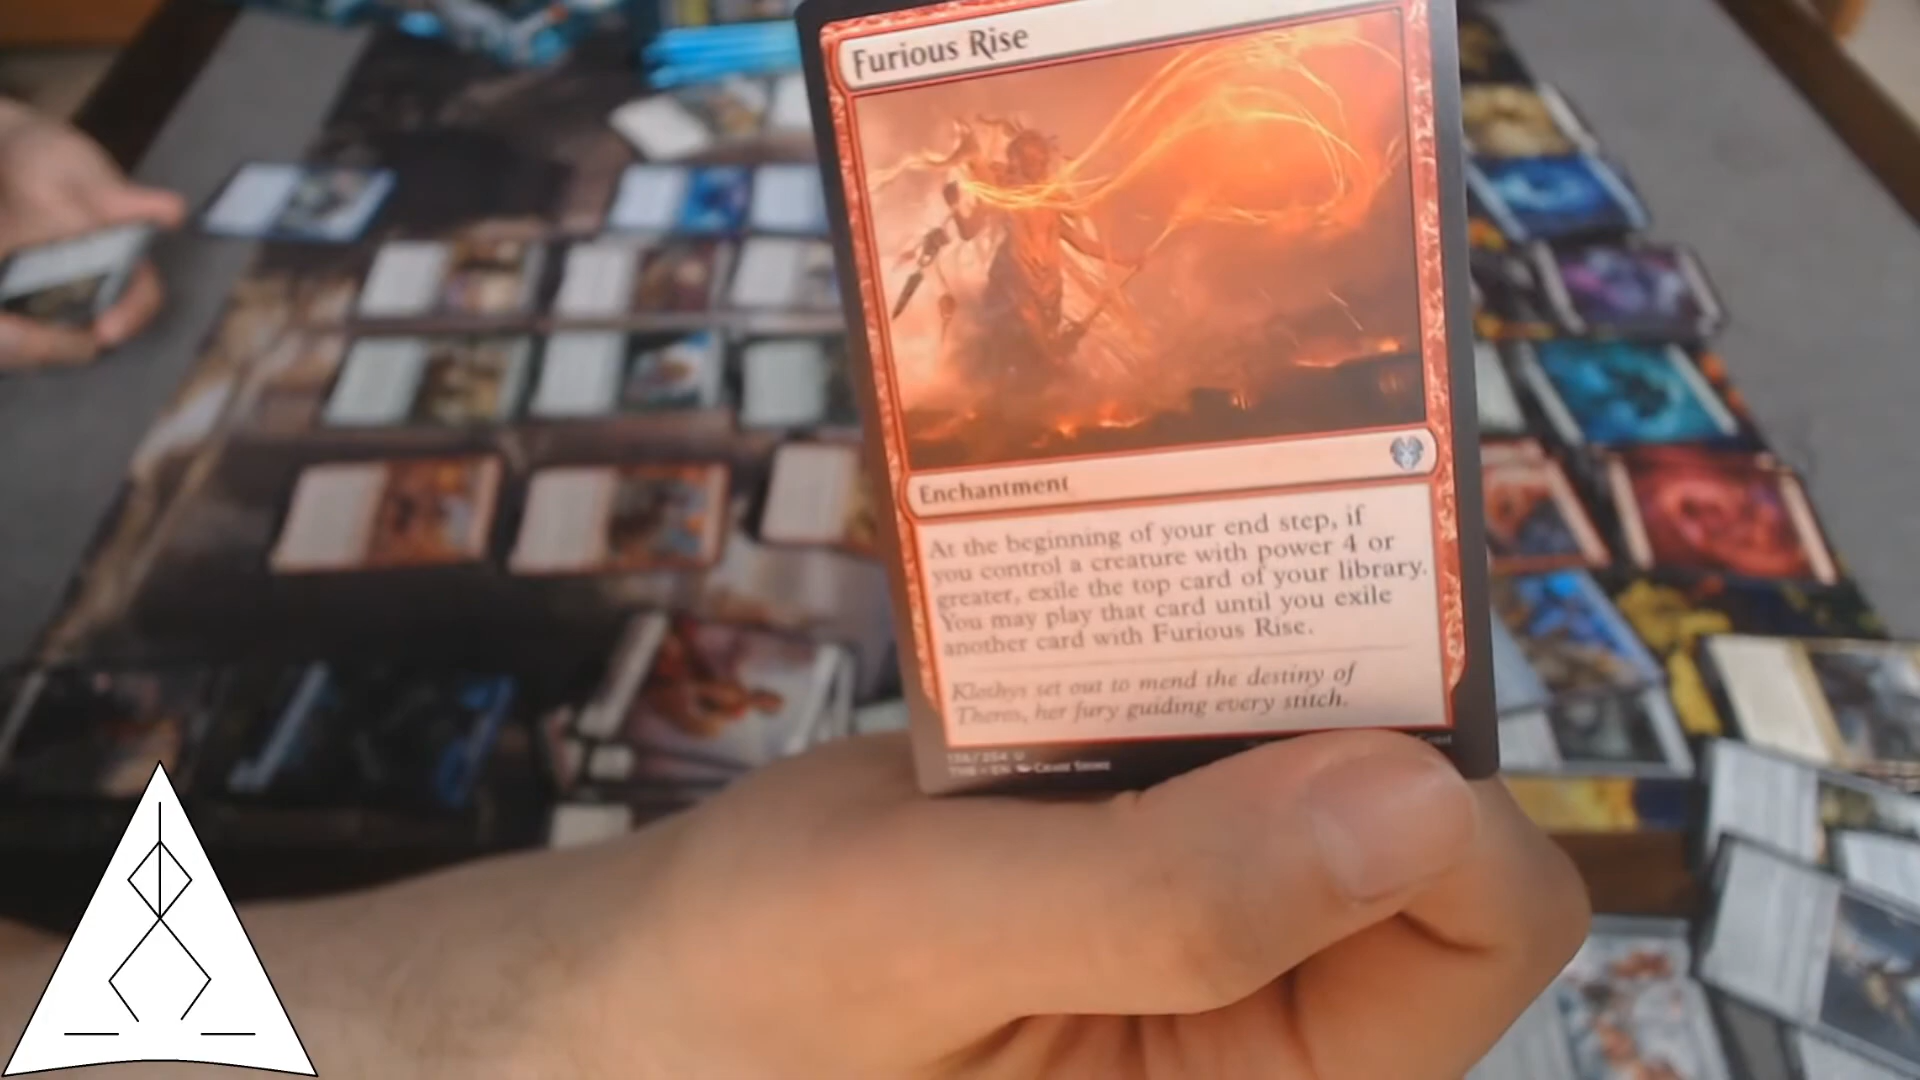 Furious Rise
Enchantment
At the beginning of your end step, if
you control a creature with power 4 or
greater, exile the top card of your library.
You may play that card until you exile
another card with Furious Rise.
Klothys set out to mend the destiny of
Theros, her fury guiding every stitch.
THB • EN